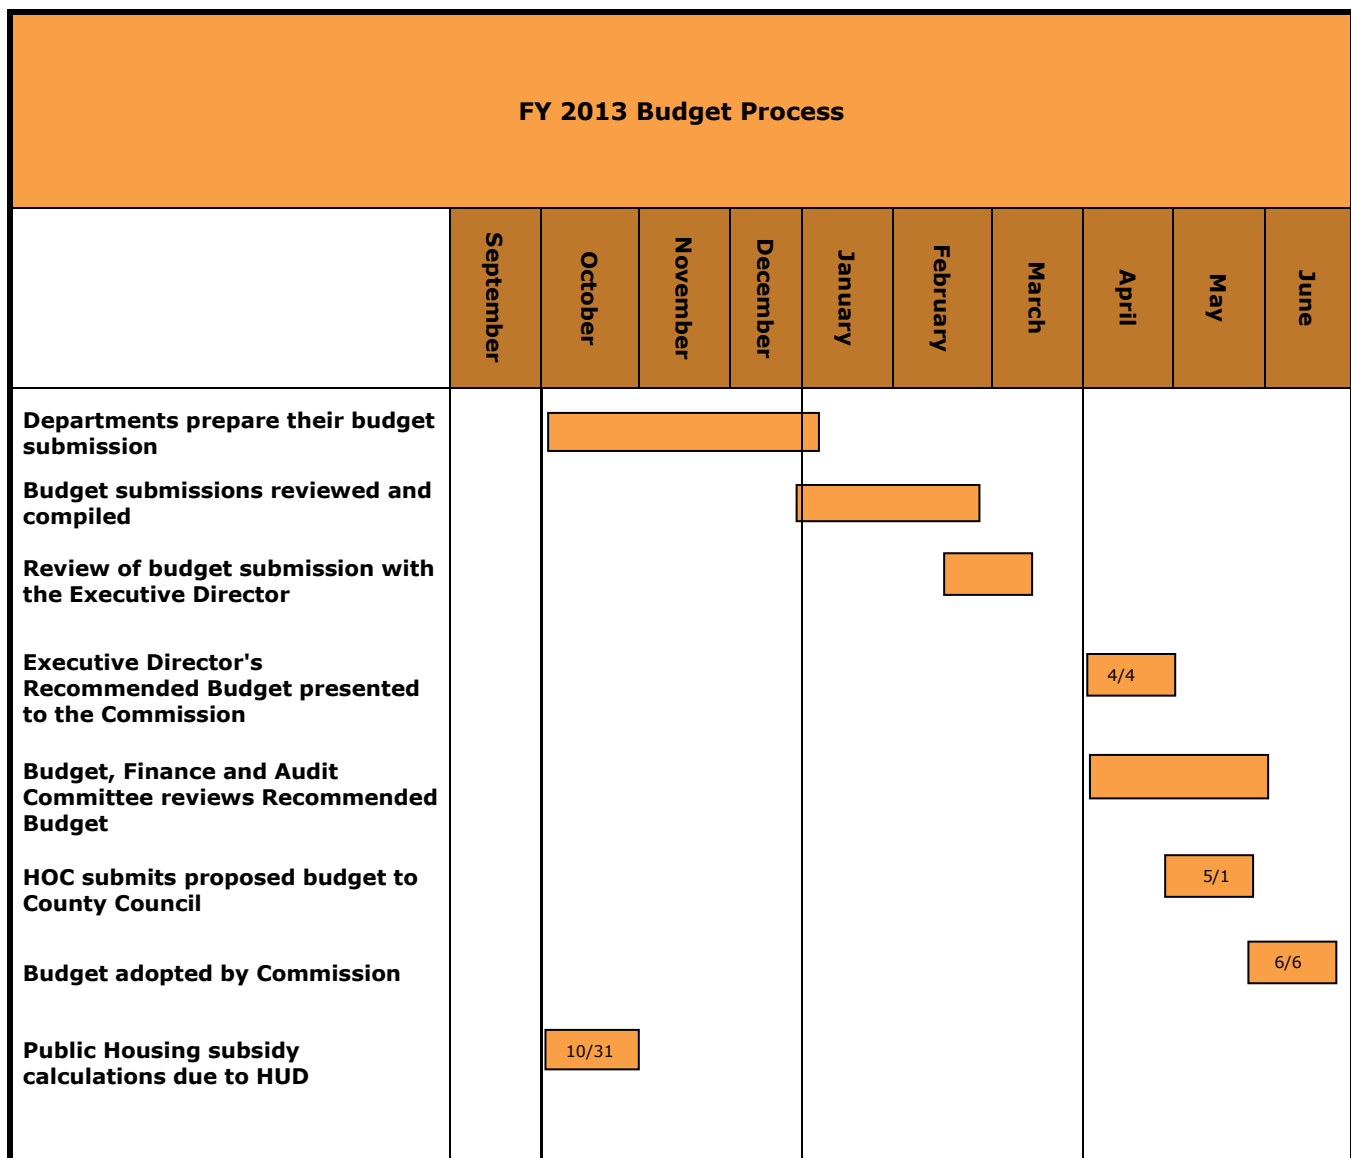 FY 2013 Budget Process
September
October
November
December
January
February
March
April
May
June
Departments prepare their budget
submission
Budget submissions reviewed and
compiled
Review of budget submission with
the Executive Director
Executive Director's
Recommended Budget presented
to the Commission
4/4
Budget, Finance and Audit
Committee reviews Recommended
Budget
HOC submits proposed budget to
County Council
5/1
Budget adopted by Commission
6/6
Public Housing subsidy
calculations due to HUD
10/31